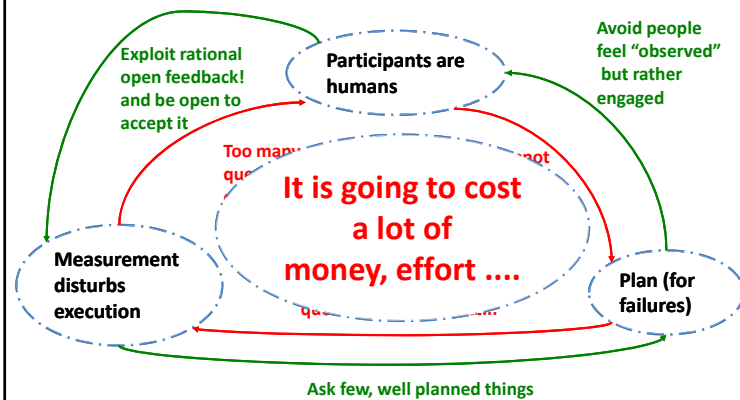 Avoid people
feel “observed”
but rather
engaged
Exploit rational
open feedback!
and be open to
accept it
Participants are
humans
Too many
not
It is going to cost
a lot of
money, effort ....
Measurement
disturbs
execution
Plan (for
failures)
Ask few, well planned things